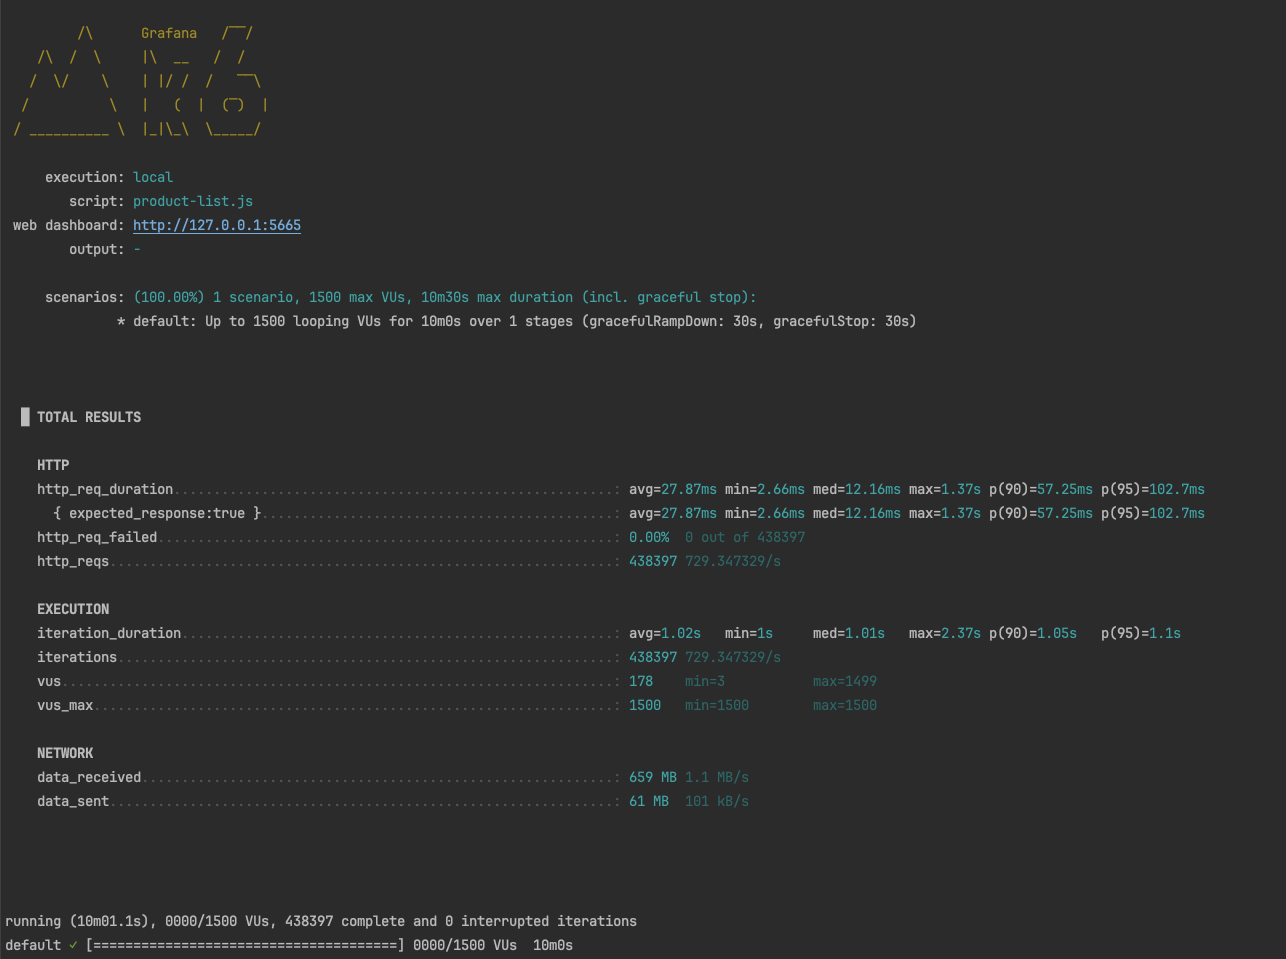 Grafana
execution: local
script: product-list.js
web dashboard: http://127.0.0.1:5665
output: -
scenarios: (100.00%) 1 scenario, 1500 max VUs, 10m30s max duration (incl. graceful stop):
* default: Up to 1500 looping VUs for 10m0s over 1 stages (gracefulRampDown: 30s, gracefulStop: 30s)
█ TOTAL RESULTS
HTTP
http_req_duration.......................................................: avg=27.87ms min=2.66ms med=12.16ms max=1.37s p(90)=57.25ms p(95)=102.7ms
{ expected_response:true }............................................: avg=27.87ms min=2.66ms med=12.16ms max=1.37s p(90)=57.25ms p(95)=102.7ms
http_req_failed.........................................................: 0.00% 0 out of 438397
http_reqs...............................................................: 438397 729.347329/s
EXECUTION
iteration_duration......................................................: avg=1.02s min=1s med=1.01s max=2.37s p(90)=1.05s p(95)=1.1s
iterations..............................................................: 438397 729.347329/s
vus.....................................................................: 178 min=3 max=1499
vus_max.................................................................: 1500 min=1500 max=1500
NETWORK
data_received...........................................................: 659 MB 1.1 MB/s
data_sent...............................................................: 61 MB 101 kB/s
running (10m01.1s), 0000/1500 VUs, 438397 complete and 0 interrupted iterations
default ✓ [======================================] 0000/1500 VUs 10m0s